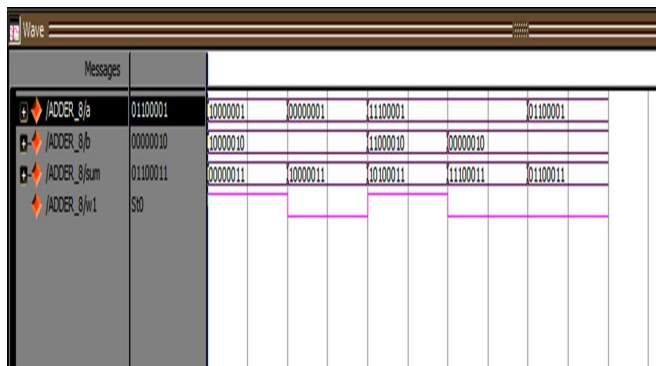 Wave
Messages
/ADDER_8/a 01100001 10000001 00000001 11100001 01100001
/ADDER_8/b 00000010 10000010 11000010 00000010
/ADDER_8/sum 01100011 00000011 10000011 10100011 11100011 01100011
/ADDER_8/w1 St0